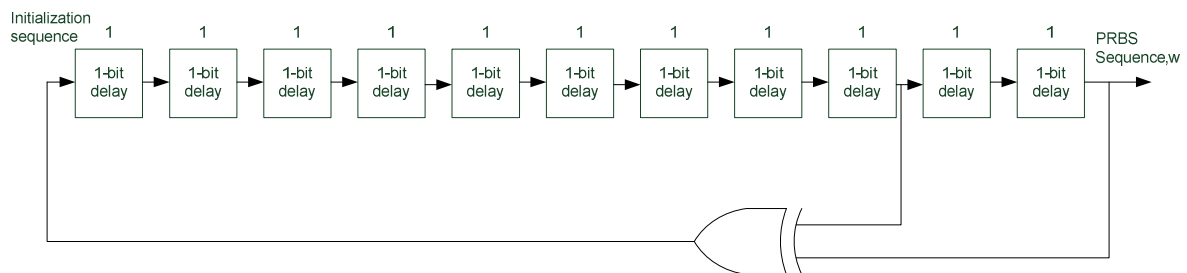 Initialization
sequence
1 1 1 1 1 1 1 1 1 1 1
PRBS
Sequence,w
1-bit
delay
1-bit
delay
1-bit
delay
1-bit
delay
1-bit
delay
1-bit
delay
1-bit
delay
1-bit
delay
1-bit
delay
1-bit
delay
1-bit
delay